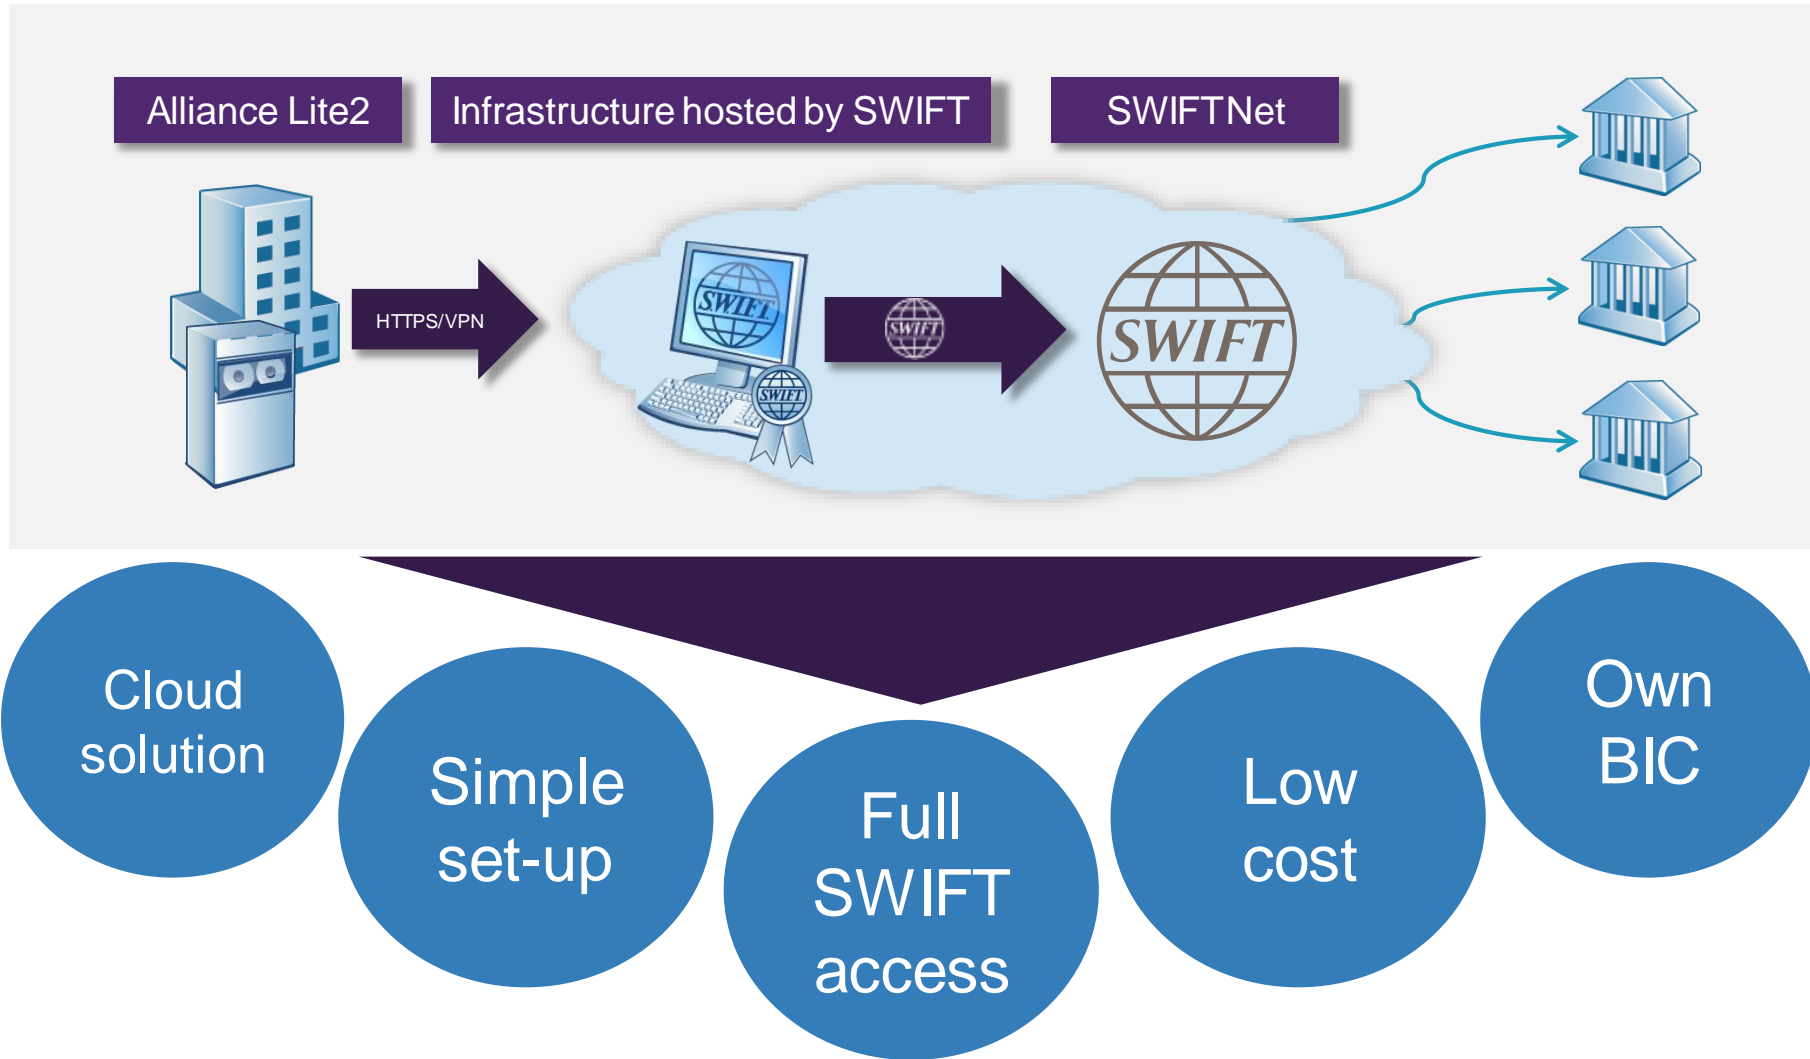 Alliance Lite2
Infrastructure hosted by SWIFT
SWIFTNet
HTTPS/VPN
SWIFT
SWIFT
SWIFT
SWIFT
Cloud
solution
Simple
set-up
Full
SWIFT
access
Low
cost
Own
BIC